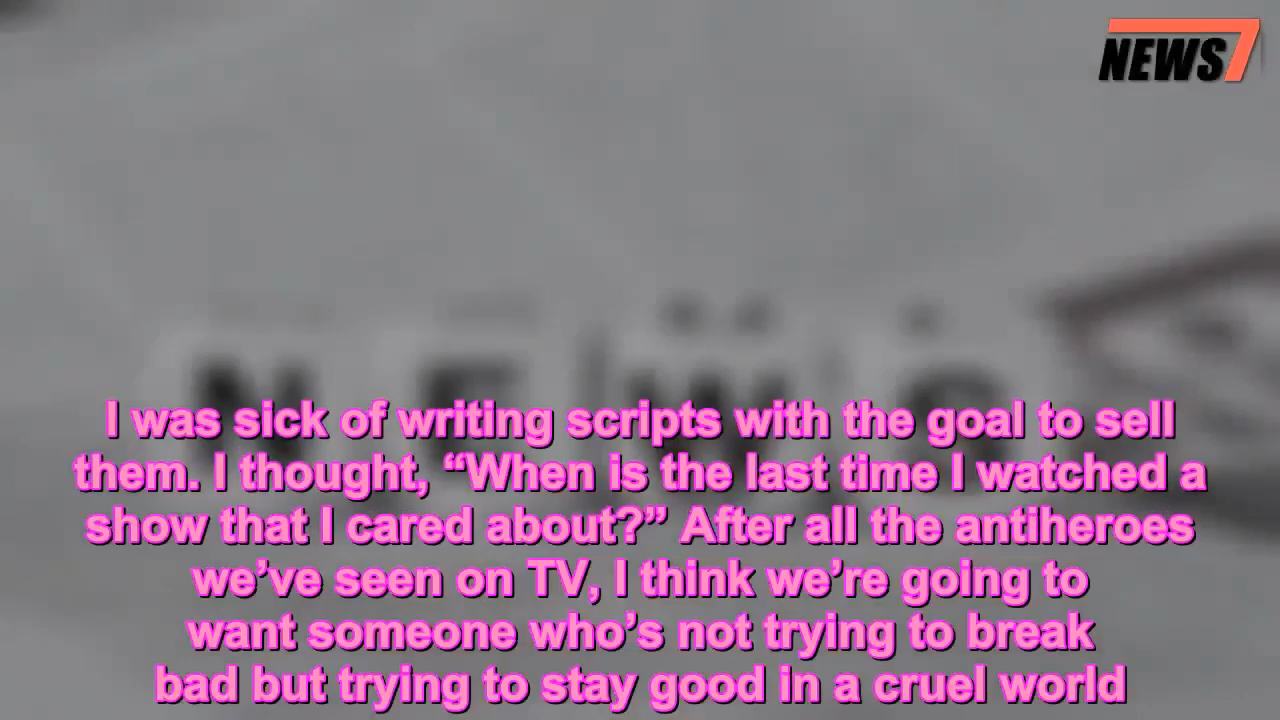 NEWS7
NEWS
I was sick of writing scripts with the goal to sell
them. I thought, “When is the last time I watched a
show that I cared about?” After all the antiheroes
we’ve seen on TV, I think we’re going to
want someone who’s not trying to break
bad but trying to stay good in a cruel world